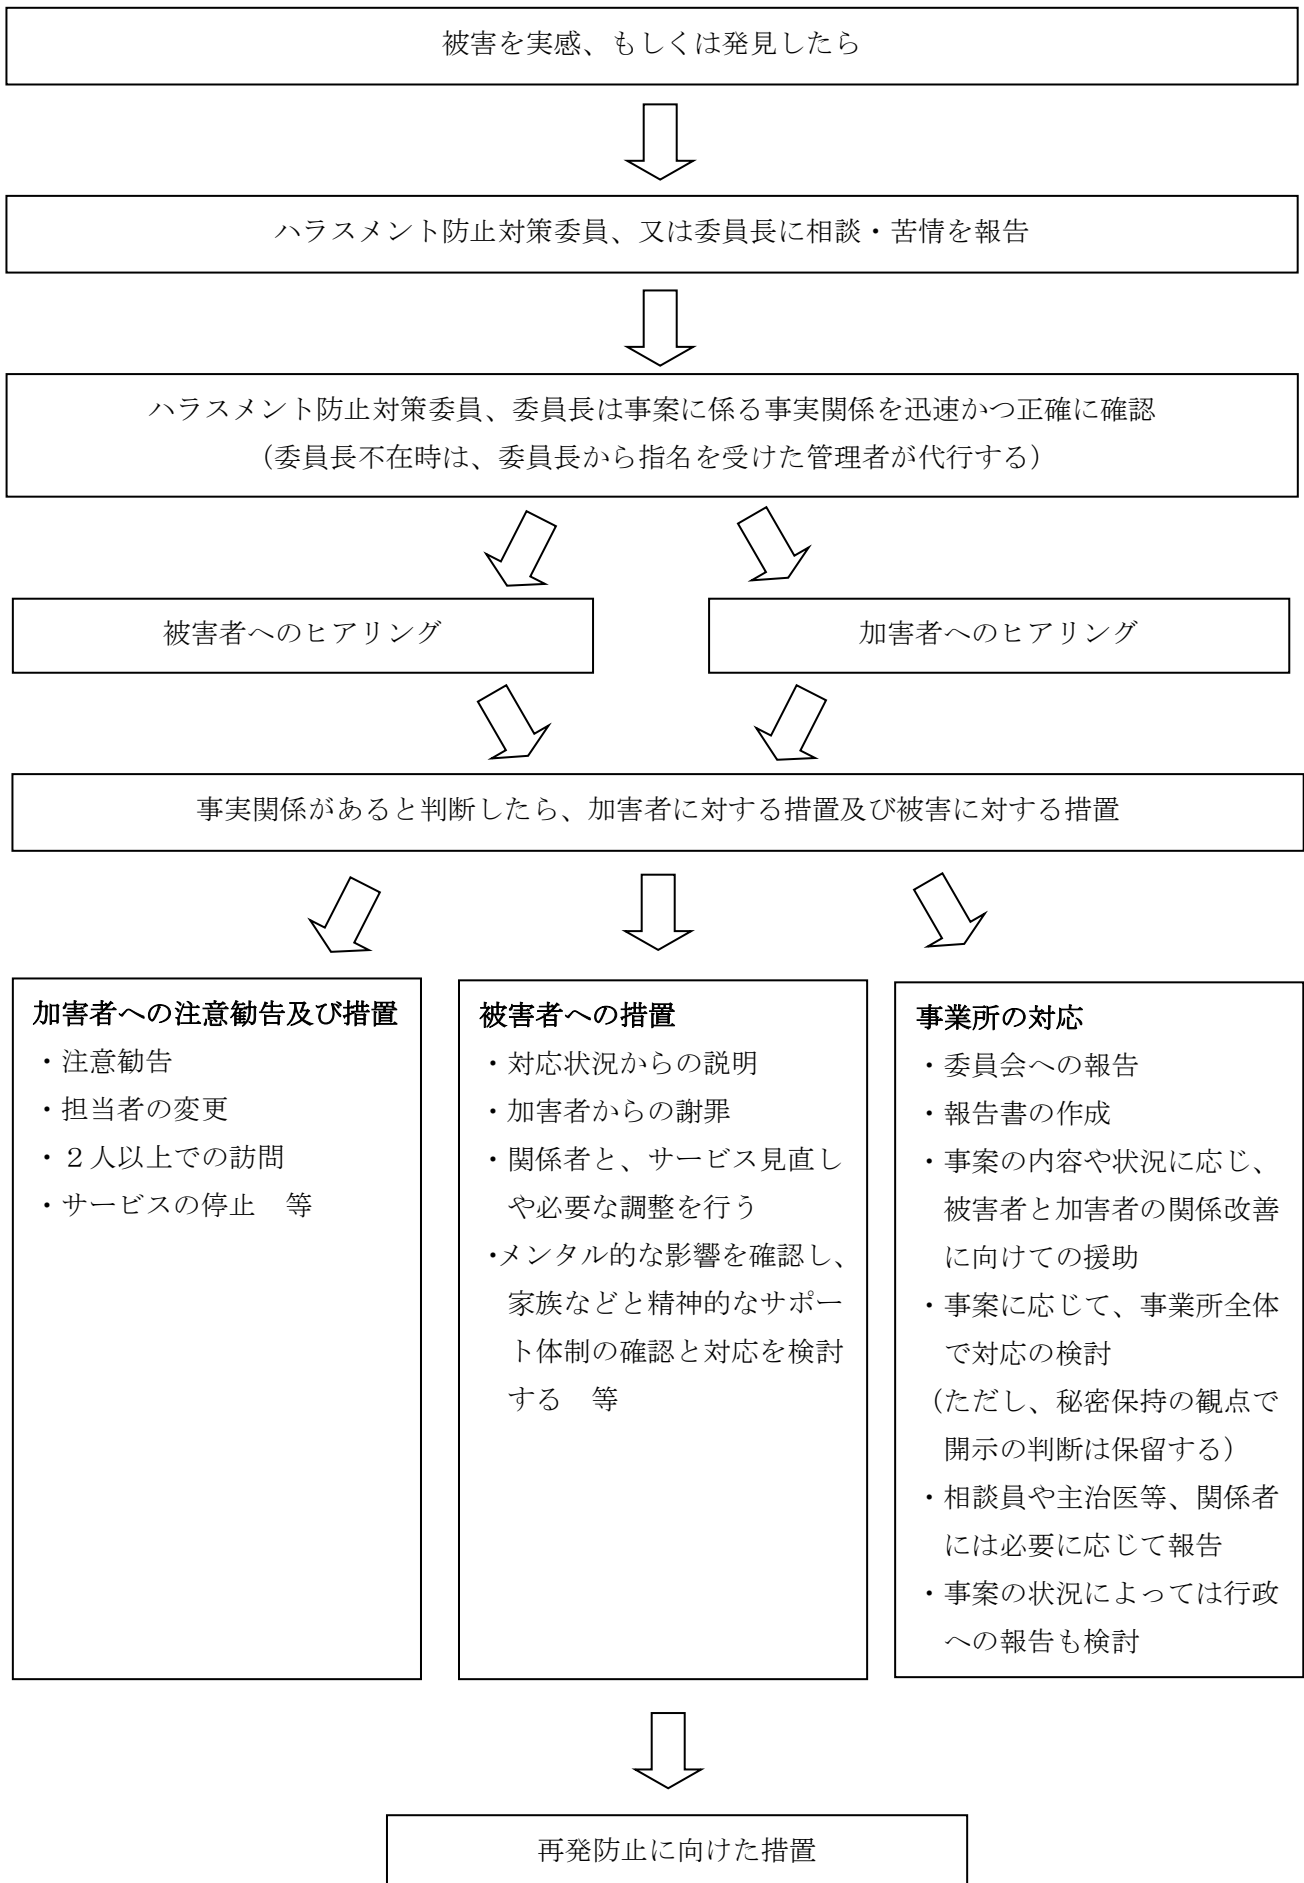 被害を実感、もしくは発見したら
ハラスメント防止対策委員、又は委員長に相談・苦情を報告
ハラスメント防止対策委員、委員長は事案に係る事実関係を迅速かつ正確に確認
（委員長不在時は、委員長から指名を受けた管理者が代行する）
被害者へのヒアリング
加害者へのヒアリング
事実関係があると判断したら、加害者に対する措置及び被害に対する措置
加害者への注意勧告及び措置
・注意勧告
・担当者の変更
・２人以上での訪問
・サービスの停止　等
被害者への措置
・対応状況からの説明
・加害者からの謝罪
・関係者と、サービス見直し
や必要な調整を行う
・メンタル的な影響を確認し、
家族などと精神的なサポー
ト体制の確認と対応を検討
する　等
事業所の対応
・委員会への報告
・報告書の作成
・事案の内容や状況に応じ、
被害者と加害者の関係改善
に向けての援助
・事案に応じて、事業所全体
で対応の検討
（ただし、秘密保持の観点で
開示の判断は保留する）
・相談員や主治医等、関係者
には必要に応じて報告
・事案の状況によっては行政
への報告も検討
再発防止に向けた措置